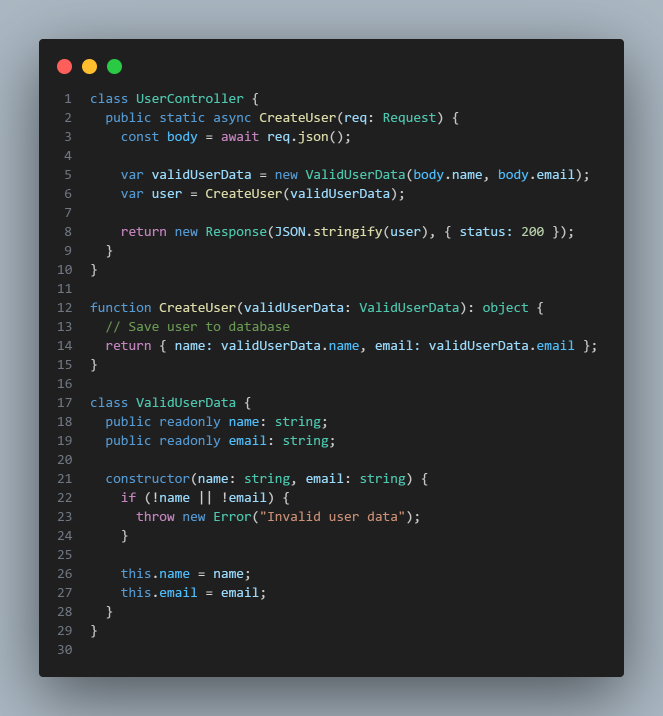 1 class UserController {
2   public static async CreateUser(req: Request) {
3     const body = await req.json();
4
5     var validUserData = new ValidUserData(body.name, body.email);
6     var user = CreateUser(validUserData);
7
8     return new Response(JSON.stringify(user), { status: 200 });
9   }
10 }
11
12 function CreateUser(validUserData: ValidUserData): object {
13   // Save user to database
14   return { name: validUserData.name, email: validUserData.email };
15 }
16
17 class ValidUserData {
18   public readonly name: string;
19   public readonly email: string;
20
21   constructor(name: string, email: string) {
22     if (!name || !email) {
23       throw new Error("Invalid user data");
24     }
25
26     this.name = name;
27     this.email = email;
28   }
29 }
30